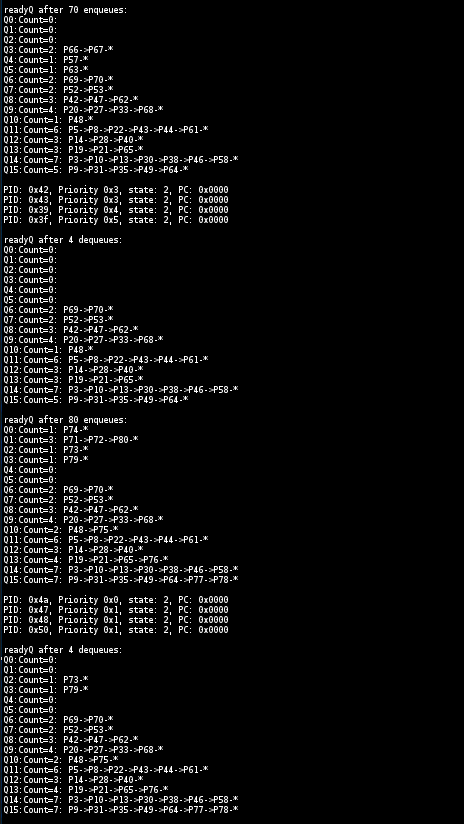 readyQ after 70 enqueues:
Q0:Count=0:
Q1:Count=0:
Q2:Count=0:
Q3:Count=2: P66->P67-*
Q4:Count=1: P57-*
Q5:Count=1: P63-*
Q6:Count=2: P69->P70-*
Q7:Count=2: P52->P53-*
Q8:Count=3: P42->P47->P62-*
Q9:Count=4: P20->P27->P33->P68-*
Q10:Count=1: P48-*
Q11:Count=6: P5->P8->P22->P43->P44->P61-*
Q12:Count=3: P14->P28->P40-*
Q13:Count=3: P19->P21->P65-*
Q14:Count=7: P3->P10->P13->P30->P38->P46->P58-*
Q15:Count=5: P9->P31->P35->P49->P64-*
PID: 0x42, Priority 0x3, state: 2, PC: 0x0000
PID: 0x43, Priority 0x3, state: 2, PC: 0x0000
PID: 0x39, Priority 0x4, state: 2, PC: 0x0000
PID: 0x3f, Priority 0x5, state: 2, PC: 0x0000
readyQ after 4 dequeues:
Q0:Count=0:
Q1:Count=0:
Q2:Count=0:
Q3:Count=0:
Q4:Count=0:
Q5:Count=0:
Q6:Count=2: P69->P70-*
Q7:Count=2: P52->P53-*
Q8:Count=3: P42->P47->P62-*
Q9:Count=4: P20->P27->P33->P68-*
Q10:Count=1: P48-*
Q11:Count=6: P5->P8->P22->P43->P44->P61-*
Q12:Count=3: P14->P28->P40-*
Q13:Count=3: P19->P21->P65-*
Q14:Count=7: P3->P10->P13->P30->P38->P46->P58-*
Q15:Count=5: P9->P31->P35->P49->P64-*
readyQ after 80 enqueues:
Q0:Count=1: P74-*
Q1:Count=3: P71->P72->P80-*
Q2:Count=1: P73-*
Q3:Count=1: P79-*
Q4:Count=0:
Q5:Count=0:
Q6:Count=2: P69->P70-*
Q7:Count=2: P52->P53-*
Q8:Count=3: P42->P47->P62-*
Q9:Count=4: P20->P27->P33->P68-*
Q10:Count=2: P48->P75-*
Q11:Count=6: P5->P8->P22->P43->P44->P61-*
Q12:Count=3: P14->P28->P40-*
Q13:Count=4: P19->P21->P65->P76-*
Q14:Count=7: P3->P10->P13->P30->P38->P46->P58-*
Q15:Count=7: P9->P31->P35->P49->P64->P77->P78-*
PID: 0x4a, Priority 0x0, state: 2, PC: 0x0000
PID: 0x47, Priority 0x1, state: 2, PC: 0x0000
PID: 0x48, Priority 0x1, state: 2, PC: 0x0000
PID: 0x50, Priority 0x1, state: 2, PC: 0x0000
readyQ after 4 dequeues:
Q0:Count=0:
Q1:Count=0:
Q2:Count=1: P73-*
Q3:Count=1: P79-*
Q4:Count=0:
Q5:Count=0:
Q6:Count=2: P69->P70-*
Q7:Count=2: P52->P53-*
Q8:Count=3: P42->P47->P62-*
Q9:Count=4: P20->P27->P33->P68-*
Q10:Count=2: P48->P75-*
Q11:Count=6: P5->P8->P22->P43->P44->P61-*
Q12:Count=3: P14->P28->P40-*
Q13:Count=4: P19->P21->P65->P76-*
Q14:Count=7: P3->P10->P13->P30->P38->P46->P58-*
Q15:Count=7: P9->P31->P35->P49->P64->P77->P78-*